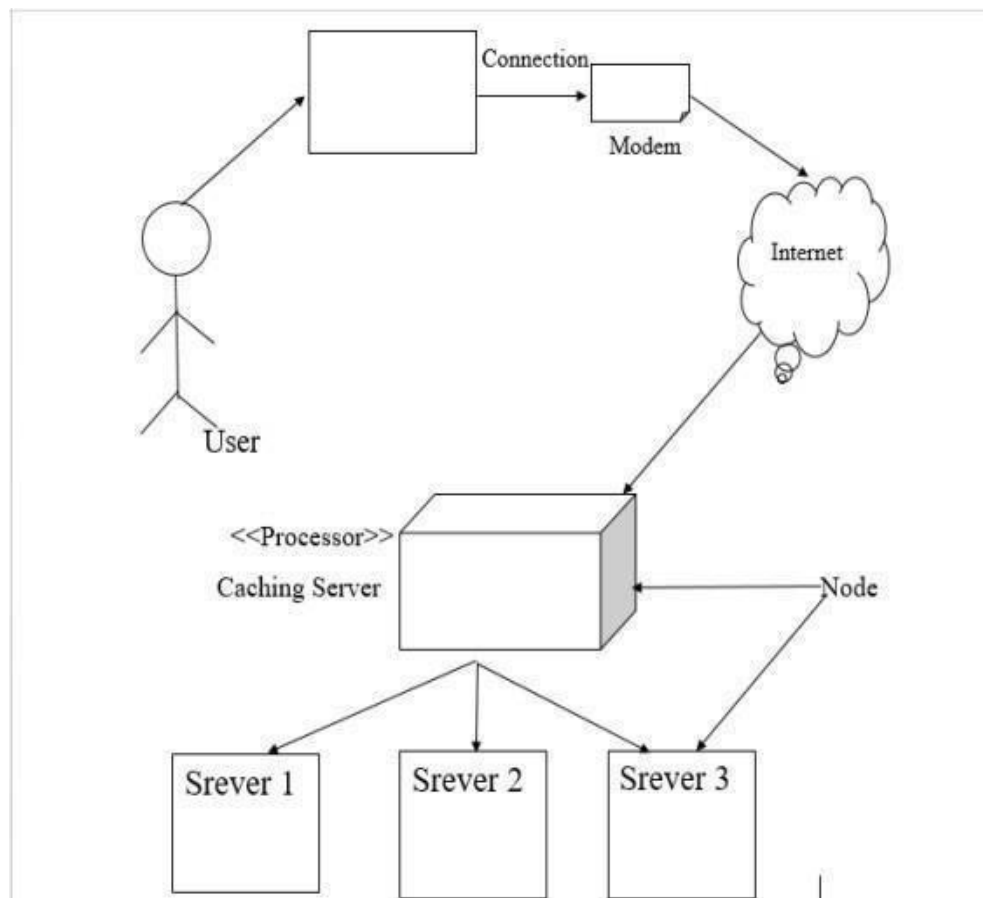 Connection
Modem
Internet
User
<<Processor>>
Caching Server
Node
Srever 1
Srever 2
Srever 3